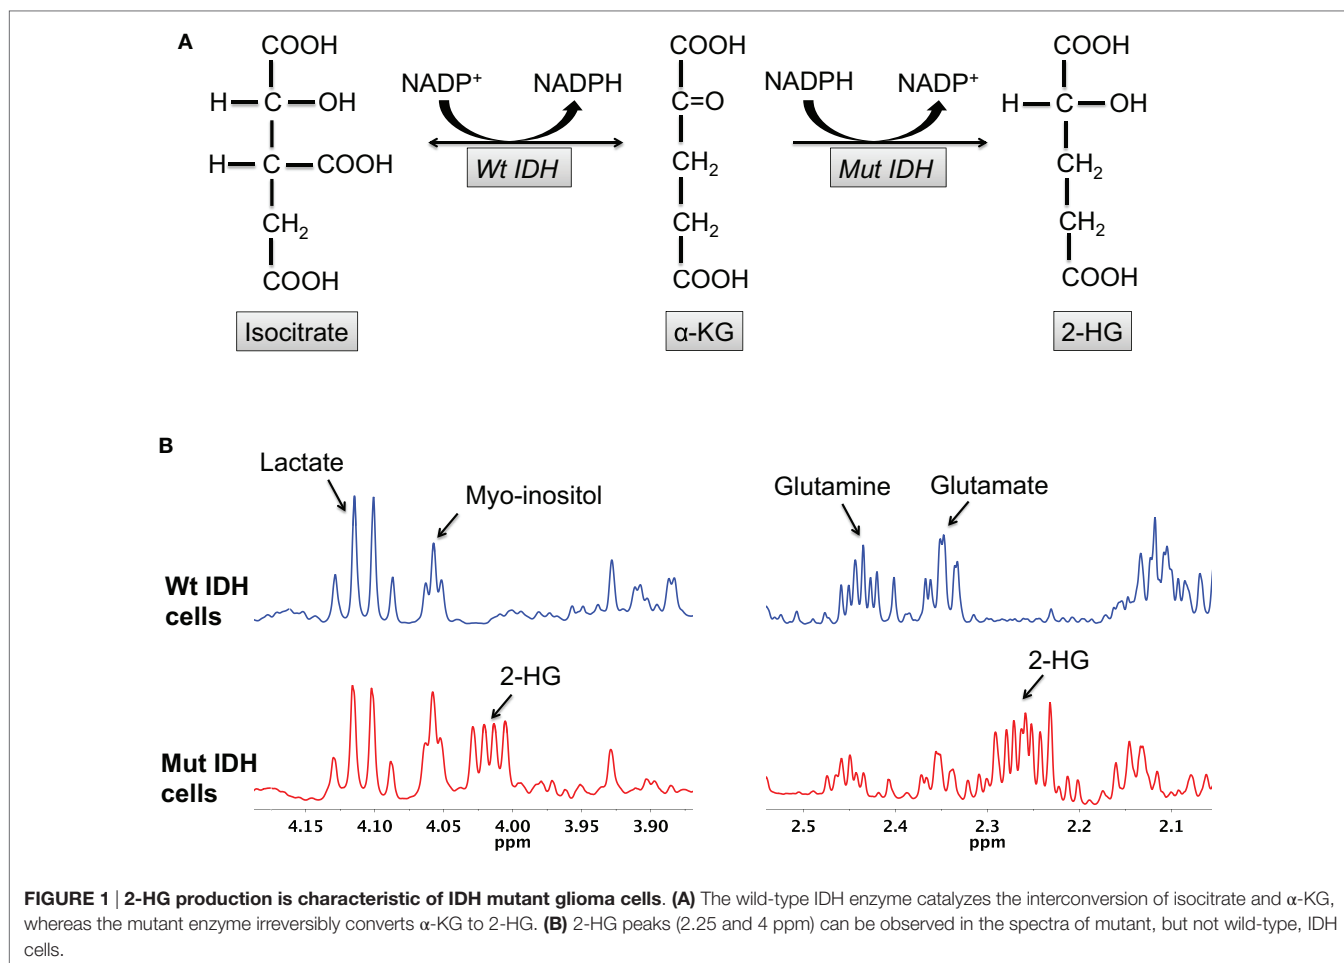 A
COOH
H C OH
H C COOH
CH2
COOH
Isocitrate
NADP+ NADPH
Wt IDH
COOH
C=O
CH2
CH2
COOH
α-KG
NADPH NADP+
Mut IDH
COOH
H C OH
CH2
CH2
COOH
2-HG
B
Lactate
Myo-inositol
Glutamine
Glutamate
Wt IDH
cells
2-HG
2-HG
Mut IDH
cells
4.15 4.10 4.05 4.00 3.95 3.90
ppm
2.5 2.4 2.3 2.2 2.1
ppm
FIGURE 1 | 2-HG production is characteristic of IDH mutant glioma cells. (A) The wild-type IDH enzyme catalyzes the interconversion of isocitrate and α-KG,
whereas the mutant enzyme irreversibly converts α-KG to 2-HG. (B) 2-HG peaks (2.25 and 4 ppm) can be observed in the spectra of mutant, but not wild-type, IDH
cells.